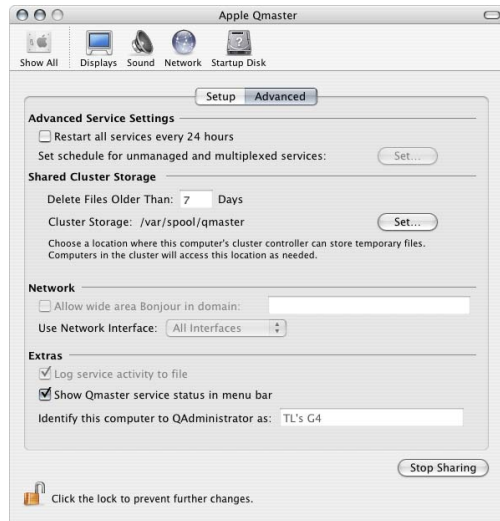 Apple Qmaster
Show All Displays Sound Network Startup Disk
Setup Advanced
Advanced Service Settings
Restart all services every 24 hours
Set schedule for unmanaged and multiplexed services: Set...
Shared Cluster Storage
Delete Files Older Than: 7 Days
Cluster Storage: /var/spool/qmaster Set...
Choose a location where this computer's cluster controller can store temporary files.
Computers in the cluster will access this location as needed.
Network
Allow wide area Bonjour in domain:
Use Network Interface: All Interfaces
Extras
Log service activity to file
Show Qmaster service status in menu bar
Identify this computer to QAdministrator as: TL's G4
Stop Sharing
Click the lock to prevent further changes.